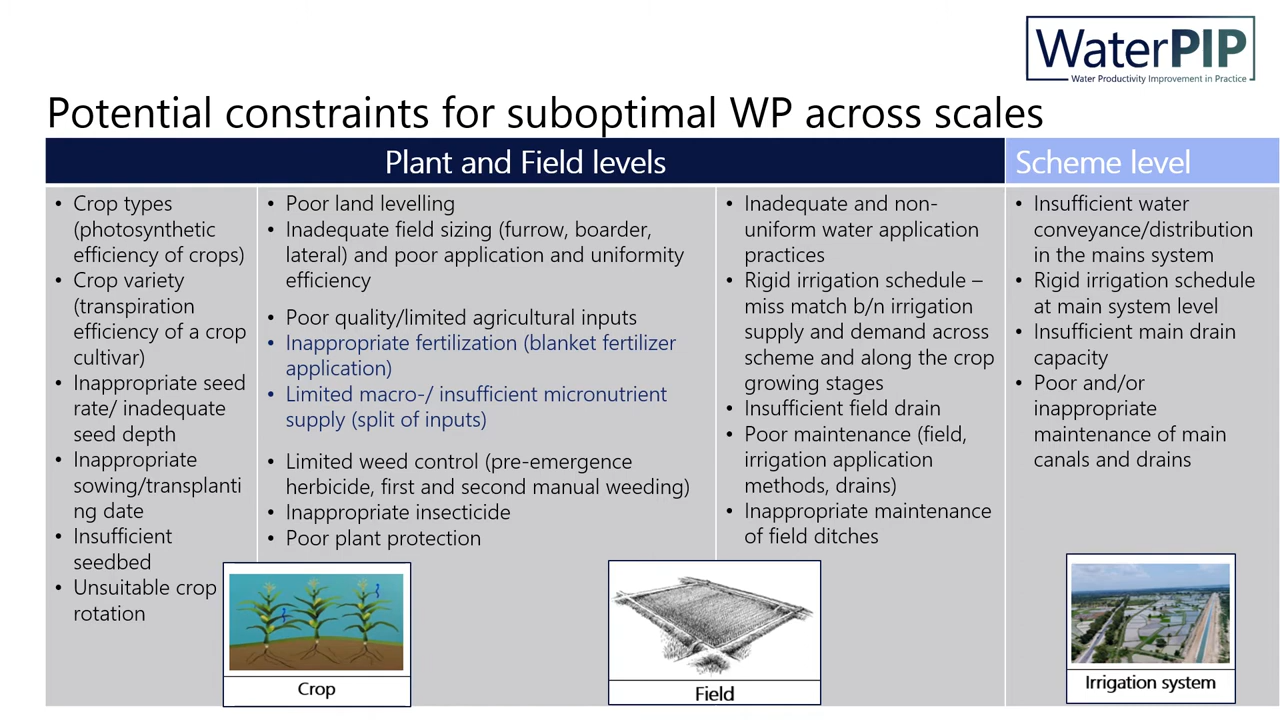 WaterPIP
Water Productivity Improvement in Practice
Potential constraints for suboptimal WP across scales
Plant and Field levels
Scheme level
• Crop types
(photosynthetic
efficiency of crops)
• Crop variety
(transpiration
efficiency of a crop
cultivar)
• Inappropriate seed
rate/ inadequate
seed depth
• Inappropriate
sowing/transplanti
ng date
• Insufficient
seedbed
• Unsuitable crop
rotation
• Poor land levelling
• Inadequate field sizing (furrow, boarder,
lateral) and poor application and uniformity
efficiency
• Poor quality/limited agricultural inputs
• Inappropriate fertilization (blanket fertilizer
application)
• Limited macro-/ insufficient micronutrient
supply (split of inputs)
• Limited weed control (pre-emergence
herbicide, first and second manual weeding)
• Inappropriate insecticide
• Poor plant protection
• Inadequate and non-
uniform water application
practices
• Rigid irrigation schedule –
miss match b/n irrigation
supply and demand across
scheme and along the crop
growing stages
• Insufficient field drain
• Poor maintenance (field,
irrigation application
methods, drains)
• Inappropriate maintenance
of field ditches
• Insufficient water
conveyance/distribution
in the mains system
• Rigid irrigation schedule
at main system level
• Insufficient main drain
capacity
• Poor and/or
inappropriate
maintenance of main
canals and drains
Crop
Field
Irrigation system